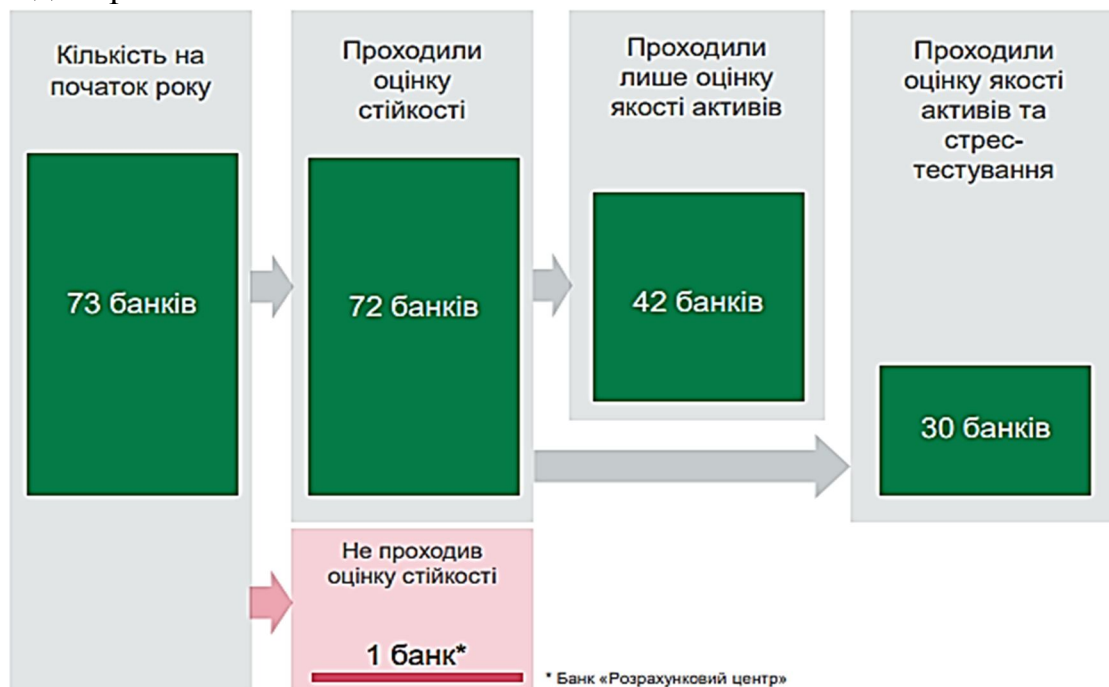 Кількість на
початок року
73 банків
Проходили
оцінку
стійкості
72 банків
Проходили
лише оцінку
якості активів
42 банків
Проходили
оцінку якості
активів та
стрес-
тестування
30 банків
Не проходив
оцінку стійкості
1 банк*
* Банк «Розрахунковий центр»